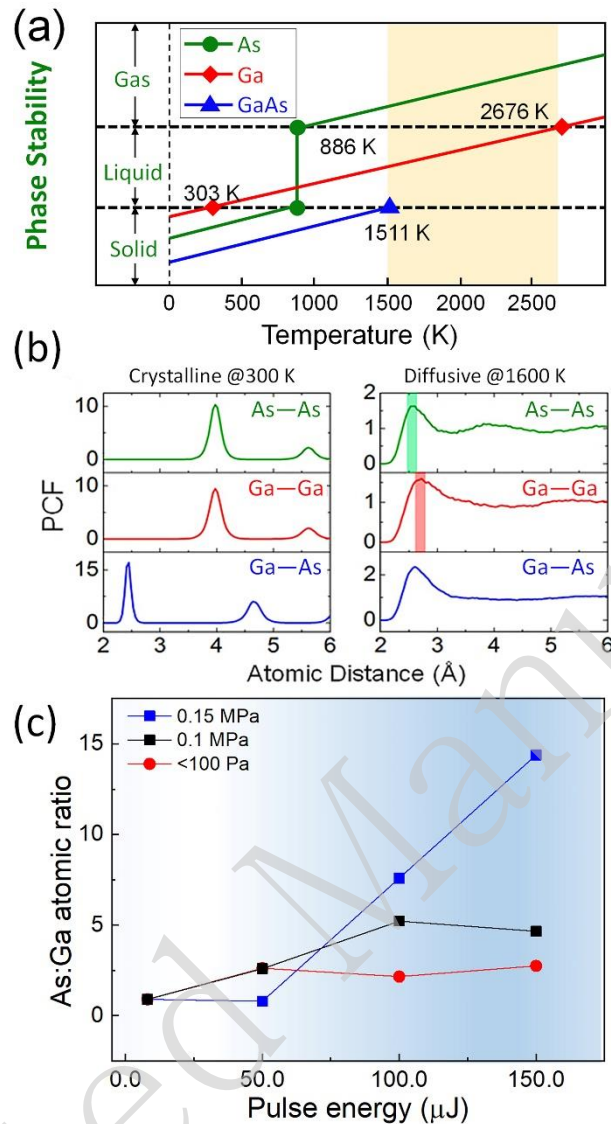 (a)
As
Ga
GaAs
Gas
Liquid
Solid
Phase Stability
2676 K
886 K
303 K
1511 K
0 500 1000 1500 2000 2500
Temperature (K)
(b)
Crystalline @300 K
Diffusive @1600 K
10
0
As—As
2
1
0
As—As
10
0
Ga—Ga
2
1
0
Ga—Ga
15
0
Ga—As
2
0
Ga—As
PCF
2 3 4 5 6
2 3 4 5 6
Atomic Distance (Å)
(c)
0.15 MPa
0.1 MPa
<100 Pa
15
10
5
0
As:Ga atomic ratio
0.0 50.0 100.0 150.0
Pulse energy (μJ)